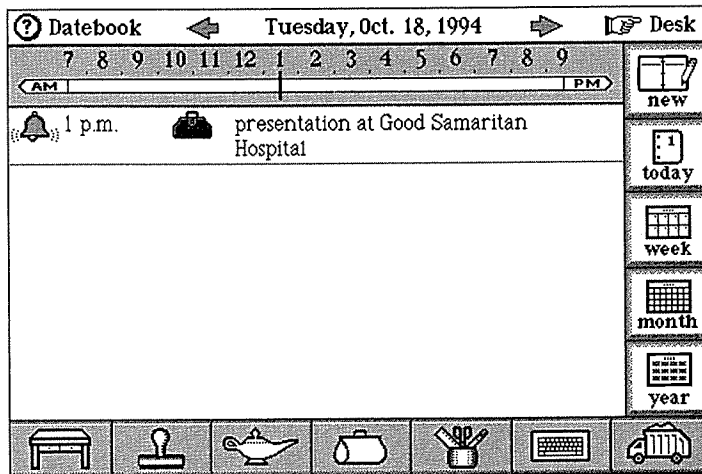 ? Datebook Tuesday, Oct. 18, 1994 Desk
7 8 9 10 11 12 1 2 3 4 5 6 7 8 9
AM PM
new
1 p.m. presentation at Good Samaritan
Hospital
1
today
week
month
year